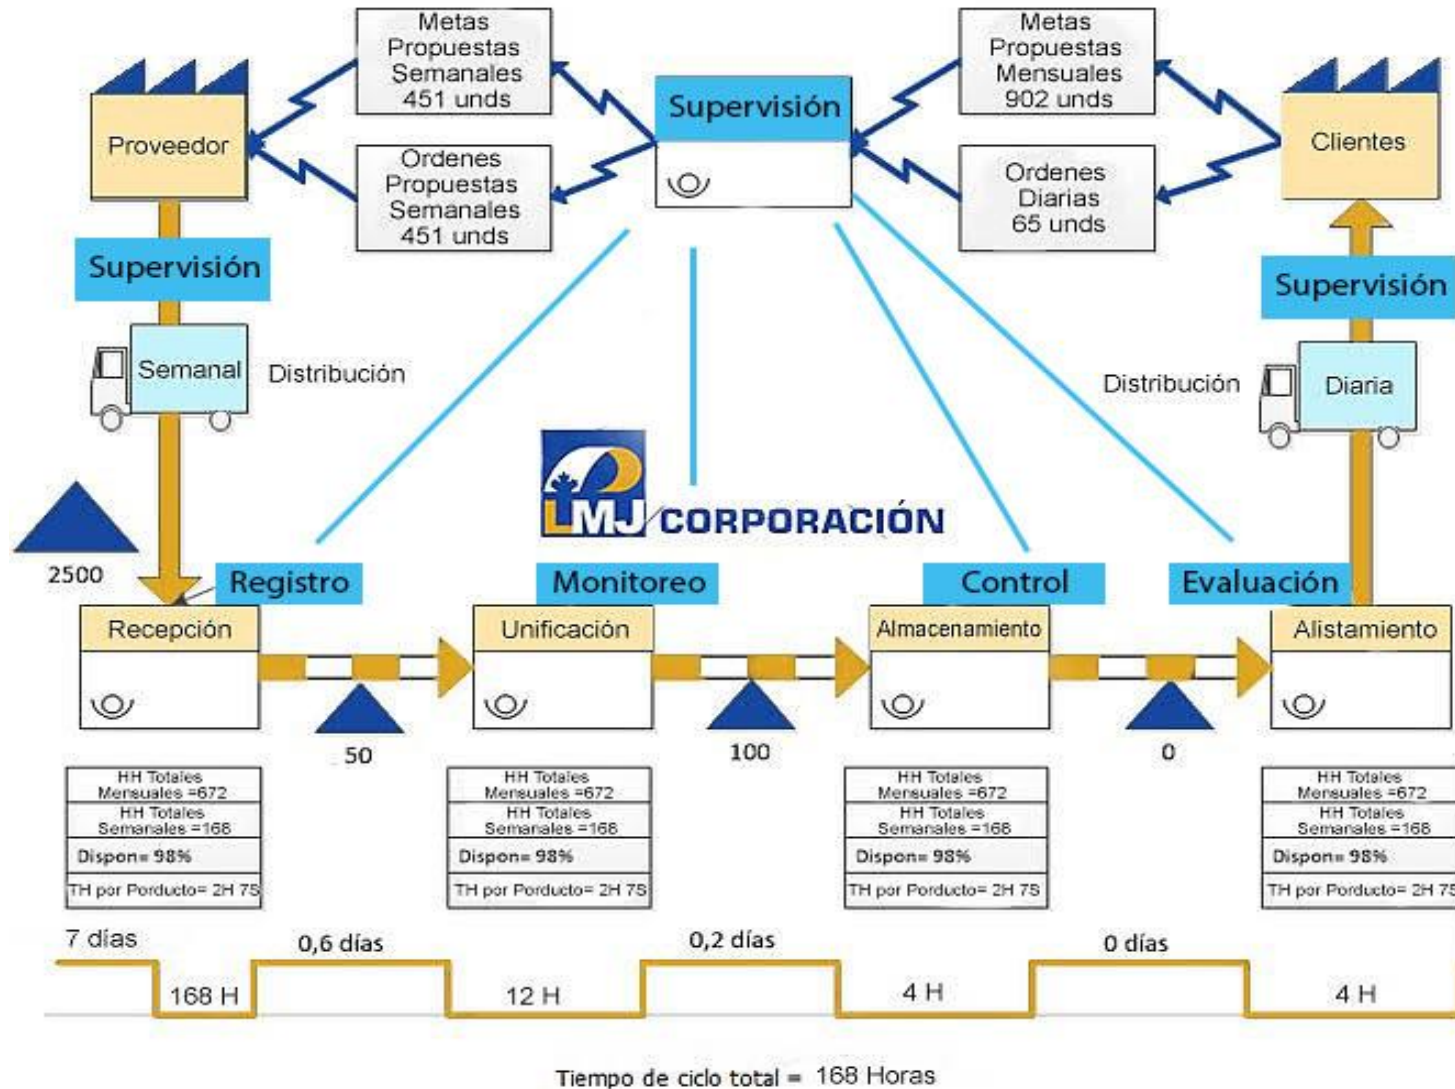 Metas
Propuestas
Semanales
451 unds
Metas
Propuestas
Mensuales
902 unds
Supervisión
Proveedor
Clientes
Ordenes
Propuestas
Semanales
451 unds
Ordenes
Diarias
65 unds
Supervisión
Supervisión
Semanal
Distribución
Distribución
Diaria
LMJ CORPORACIÓN
2500
Registro
Monitoreo
Control
Evaluación
Recepción
Unificación
Almacenamiento
Alistamiento
50
100
0
HH Totales
Mensuales =672
HH Totales
Semanales =168
Dispon= 98%
TH por Porducto= 2H 7S
HH Totales
Mensuales =672
HH Totales
Semanales =168
Dispon= 98%
TH por Porducto= 2H 7S
HH Totales
Mensuales =672
HH Totales
Semanales =168
Dispon= 98%
TH por Porducto= 2H 7S
HH Totales
Mensuales =672
HH Totales
Semanales =168
Dispon= 98%
TH por Porducto= 2H 7S
7 días
0,6 días
0,2 días
0 días
168 H
12 H
4 H
4 H
Tiempo de ciclo total = 168 Horas